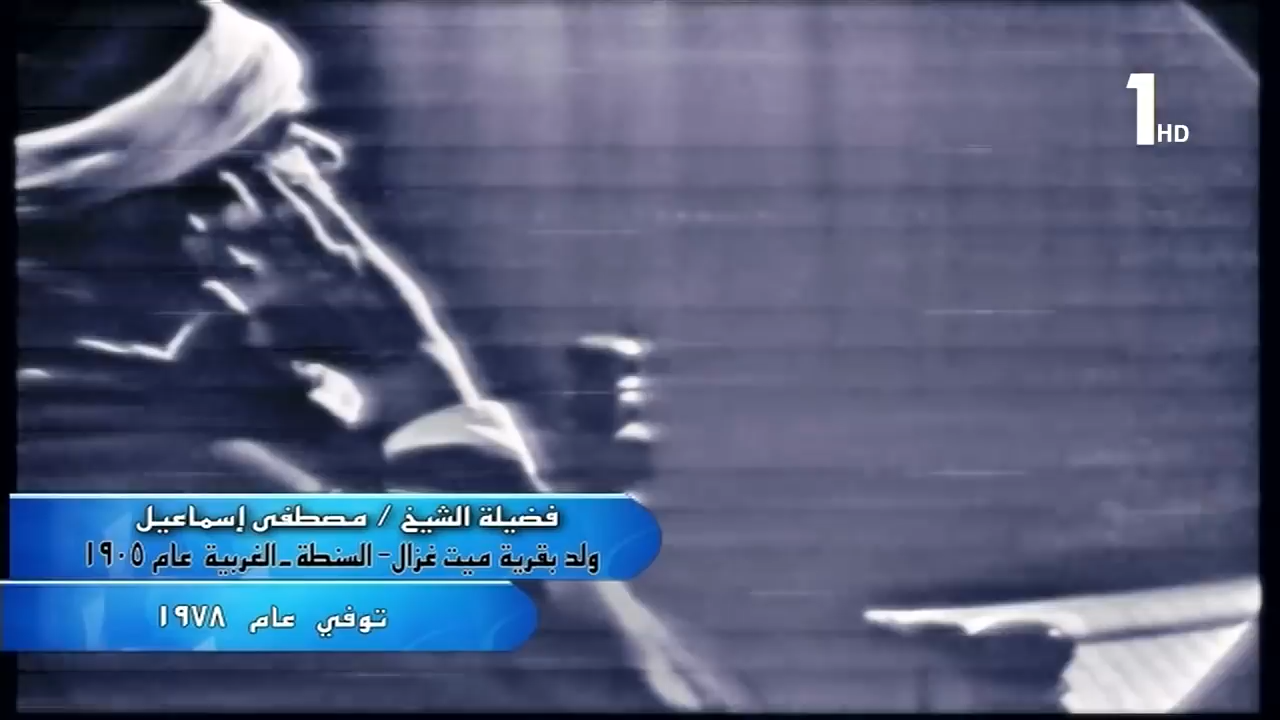 1HD
فضيلة الشيخ / مصطفى إسماعيل
ولد بقرية ميت غزال - السنطة - الغربية عام ١٩٠٥
توفي عام ١٩٧٨